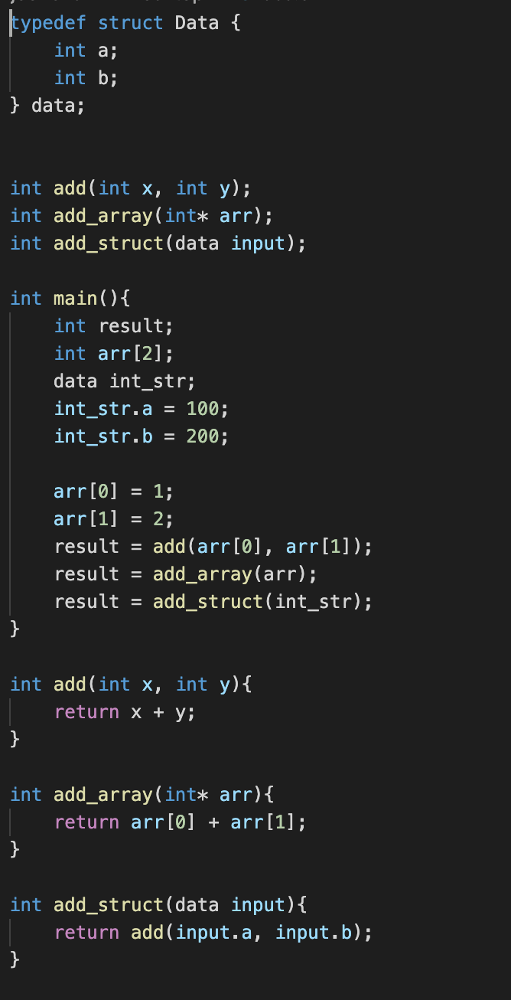 typedef struct Data {
    int a;
    int b;
} data;


int add(int x, int y);
int add_array(int* arr);
int add_struct(data input);

int main(){
    int result;
    int arr[2];
    data int_str;
    int_str.a = 100;
    int_str.b = 200;

    arr[0] = 1;
    arr[1] = 2;
    result = add(arr[0], arr[1]);
    result = add_array(arr);
    result = add_struct(int_str);
}

int add(int x, int y){
    return x + y;
}

int add_array(int* arr){
    return arr[0] + arr[1];
}

int add_struct(data input){
    return add(input.a, input.b);
}